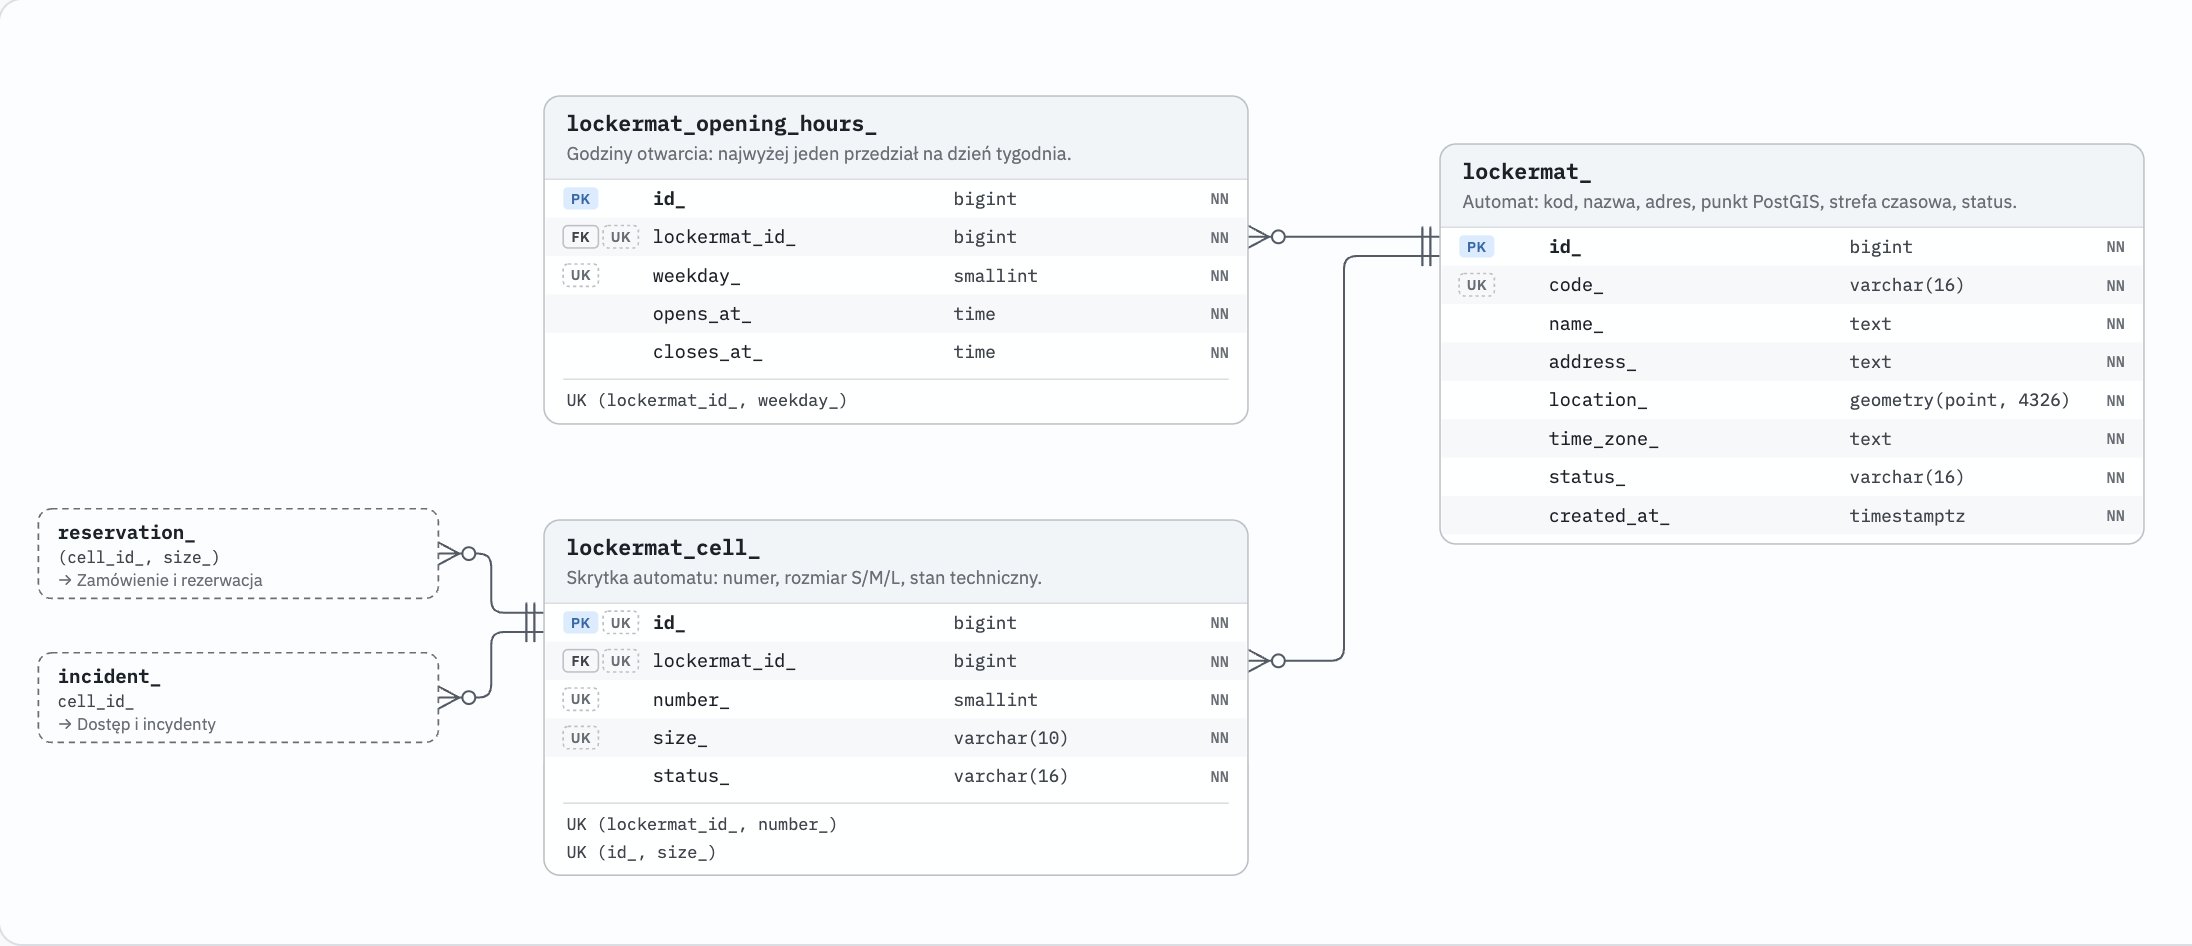 lockermat_opening_hours_
Godziny otwarcia: najwyżej jeden przedział na dzień tygodnia.
PK id_ bigint NN
FK UK lockermat_id_ bigint NN
UK weekday_ smallint NN
opens_at_ time NN
closes_at_ time NN
UK (lockermat_id_, weekday_)
lockermat_
Automat: kod, nazwa, adres, punkt PostGIS, strefa czasowa, status.
PK id_ bigint NN
UK code_ varchar(16) NN
name_ text NN
address_ text NN
location_ geometry(point, 4326) NN
time_zone_ text NN
status_ varchar(16) NN
created_at_ timestamptz NN
reservation_
(cell_id_, size_)
→ Zamówienie i rezerwacja
incident_
cell_id_
→ Dostęp i incydenty
lockermat_cell_
Skrytka automatu: numer, rozmiar S/M/L, stan techniczny.
PK UK id_ bigint NN
FK UK lockermat_id_ bigint NN
UK number_ smallint NN
UK size_ varchar(10) NN
status_ varchar(16) NN
UK (lockermat_id_, number_)
UK (id_, size_)